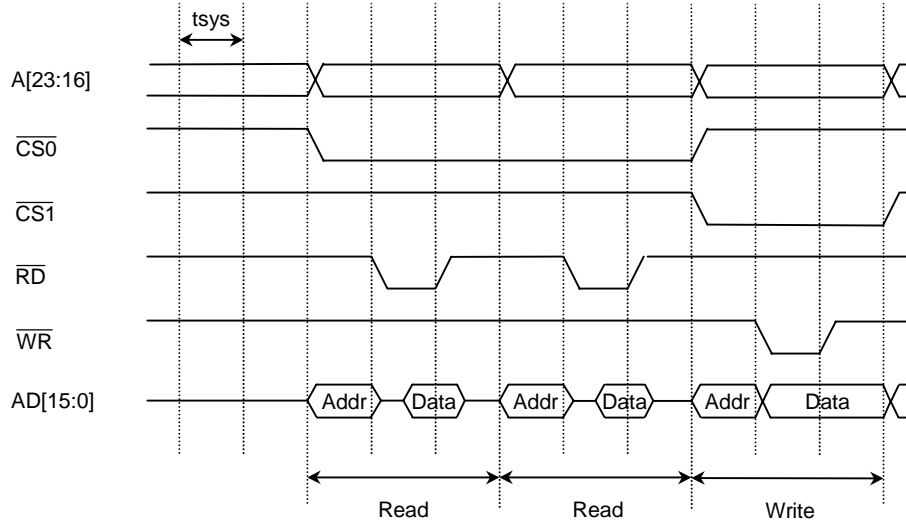 tsys
A[23:16]
CS0
CS1
RD
WR
AD[15:0] Addr Data Addr Data Addr Data
Read Read Write